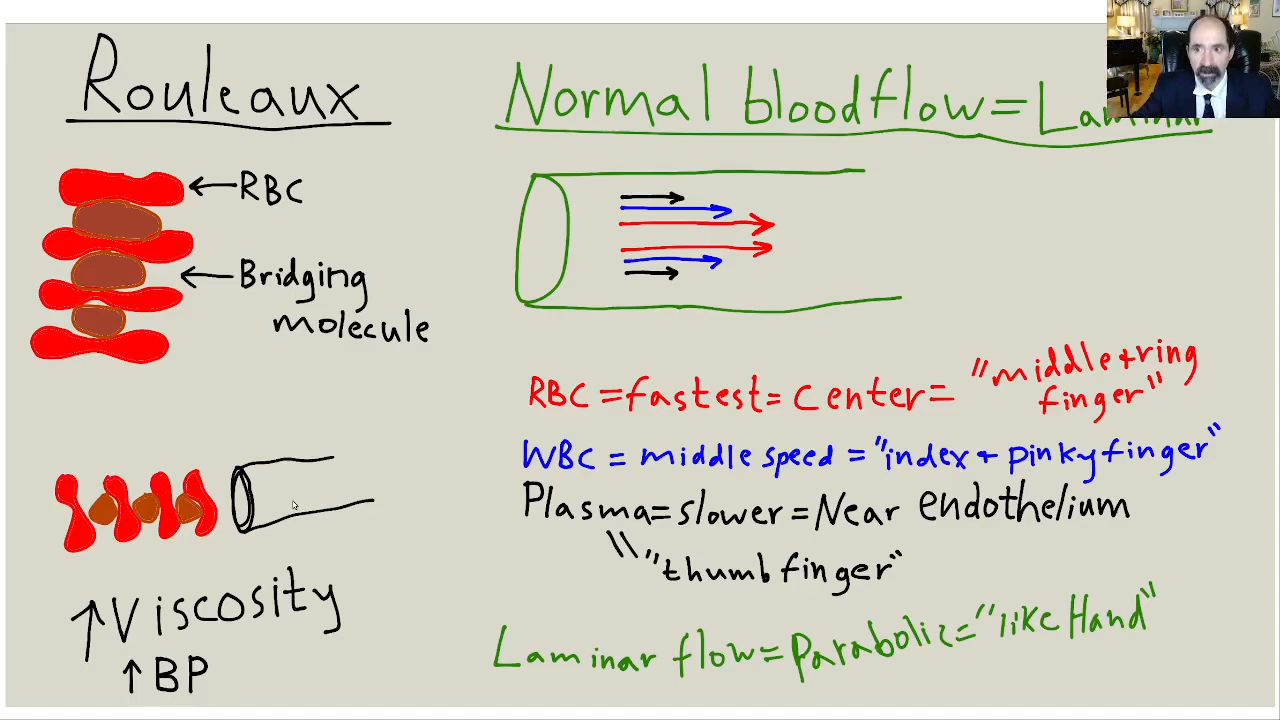 Rouleaux
RBC
Bridging
molecule
↑Viscosity
↑BP
Normal bloodflow=Laminar
RBC=fastest=center="middle+ring
finger"
WBC=middle speed="index+pinky finger"
Plasma=slower=Near endothelium
"thumb finger"
Laminar flow=Parabolic="like Hand"